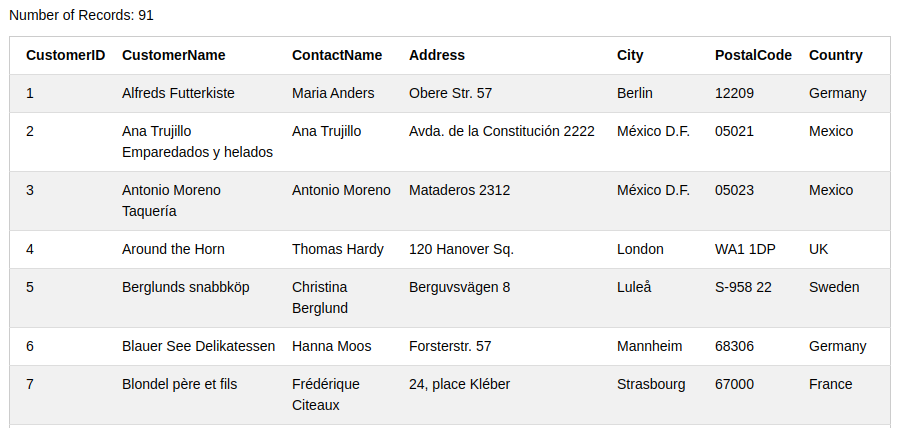 Number of Records: 91
CustomerID CustomerName ContactName Address City PostalCode Country
1 Alfreds Futterkiste Maria Anders Obere Str. 57 Berlin 12209 Germany
2 Ana Trujillo Ana Trujillo Avda. de la Constitución 2222 México D.F. 05021 Mexico
Emparedados y helados
3 Antonio Moreno Antonio Moreno Mataderos 2312 México D.F. 05023 Mexico
Taquería
4 Around the Horn Thomas Hardy 120 Hanover Sq. London WA1 1DP UK
5 Berglunds snabbköp Christina Berguvsvägen 8 Luleå S-958 22 Sweden
Berglund
6 Blauer See Delikatessen Hanna Moos Forsterstr. 57 Mannheim 68306 Germany
7 Blondel père et fils Frédérique 24, place Kléber Strasbourg 67000 France
Citeaux